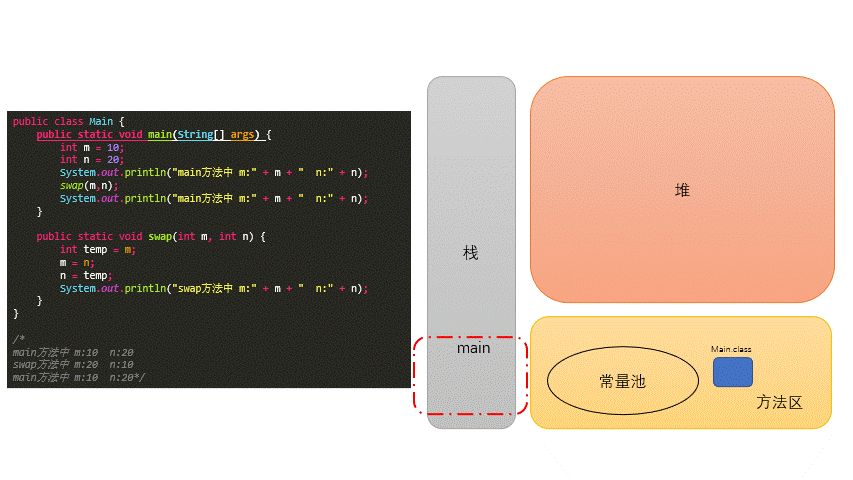 public class Main {
public static void main(String[] args) {
int m = 10;
int n = 20;
System.out.println("main方法中 m:" + m + "  n:" + n);
swap(m,n);
System.out.println("main方法中 m:" + m + "  n:" + n);
}
public static void swap(int m, int n) {
int temp = m;
m = n;
n = temp;
System.out.println("swap方法中 m:" + m + "  n:" + n);
}
}
/*
main方法中 m:10  n:20
swap方法中 m:20  n:10
main方法中 m:10  n:20*/
栈
main
堆
常量池
Main.class
方法区